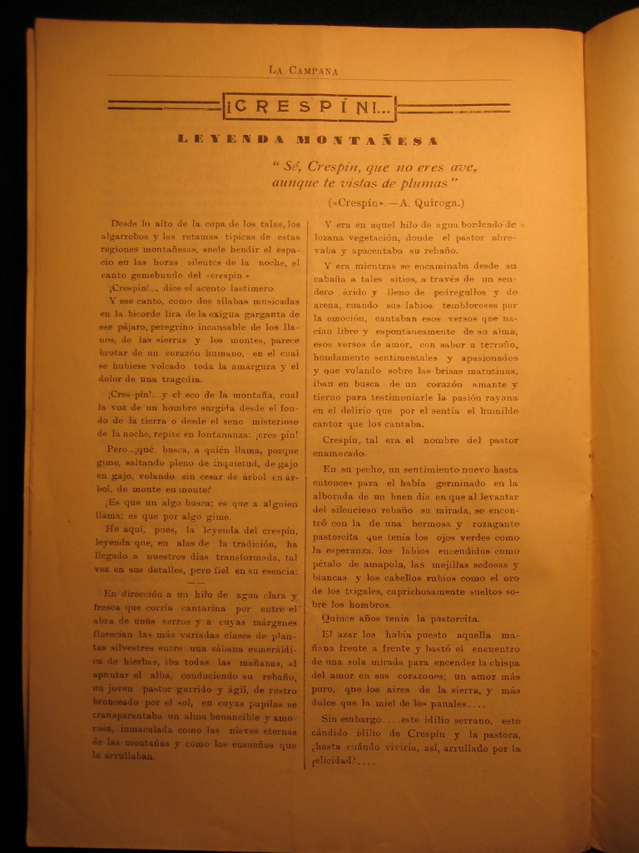 LA CAMPANA
¡CRESPÍN!...
LEYENDA MONTAÑESA
“ Sé, Crespín, que no eres ave,
aunque te vistas de plumas”
(«Crespín».—A. Quiroga.)
Desde lo alto de la copa de los talas, los
algarrobos y las retamas típicas de estas
regiones montañesas, suele hendir el espa-
cio en las horas silentes de la noche, el
canto gemebundo del «crespín »
¡Crespín!.., dice el acento lastimero
Y ese canto, como dos sílabas musicadas
en la bicorde lira de la exigua garganta de
ese pájaro, peregrino incansable de los lla-
nos, de las sierras y los montes, parece
brotar de un corazón humano, en el cual
se hubiese volcado toda la amargura y el
dolor de una tragedia.
¡Cres-pín!...y el eco de la montaña, cual
la voz de un hombre surgida desde el fon-
do de la tierra o desde el seno misterioso
de la noche, repite en lontananza: ¡cres pín!
Pero ..¿qué busca, a quién llama, porque
gime, saltando pleno de inquietud, de gajo
en gajo, volando sin cesar de árbol en ár-
bol, de monte en monte?
¡Es que un algo busca; es que a alguien
llama; es que por algo gime.
He aquí, pues, la leyenda del crespín,
leyenda que, en alas de la tradición, ha
llegado a nuestros días transformada, tal
vez en sus detalles, pero fiel en su esencia:
En dirección a un hilo de agua clara y
fresca que corría cantarina por entre el
abra de unos cerros y a cuyas márgenes
florecían las más variadas clases de plan-
tas silvestres entre una sábana esmeráldi-
ca de hierbas, iba todas las mañanas, al
apuntar el alba, conduciendo su rebaño,
un joven pastor garrido y ágil, de rostro
bronceado por el sol, en cuyas pupilas se
transparentaba un alma bonancible y amo-
rosa, inmaculada como las nieves eternas
de las montañas y como los ensueños que
la arrullaban.
Y era en aquel hilo de agua bordeado de
lozana vegetación, donde el pastor abre-
vaba y apacentaba su rebaño.
Y era mientras se encaminaba desde su
cabaña a tales sitios, a través de un sen-
dero árido y lleno de pedregullos y de
arena, cuando sus labios temblorosos por
la emoción, cantaban esos versos que na-
cían libre y espontáneamente de su alma,
esos versos de amor, con sabor a terruño,
hondamente sentimentales y apasionados
y que volando sobre las brisas matutinas,
iban en busca de un corazón amante y
tierno para testimoniarle la pasión rayana
en el delirio que por él sentía el humilde
cantor que los cantaba.
Crespín, tal era el nombre del pastor
enamorado.
En su pecho, un sentimiento nuevo hasta
entonces para él había germinado en la
alborada de un buen día en que al levantar
del silencioso rebaño su mirada, se encon-
tró con la de una hermosa y rozagante
pastorcita que tenía los ojos verdes como
la esperanza, los labios encendidos como
pétalo de amapola, las mejillas sedosas y
blancas y los cabellos rubios como el oro
de los trigales, caprichosamente sueltos so-
bre los hombros.
Quince años tenía la pastorcita.
El azar los había puesto aquella ma-
ñana frente a frente y bastó el encuentro
de una sola mirada para encender la chispa
del amor en sus corazones; un amor más
puro, que los aires de la sierra, y más
dulce que la miel de los panales....
Sin embargo....este idilio serrano, este
cándido idilio de Crespín y la pastora,
¿hasta cuándo viviría, así, arrullado por la
felicidad?....